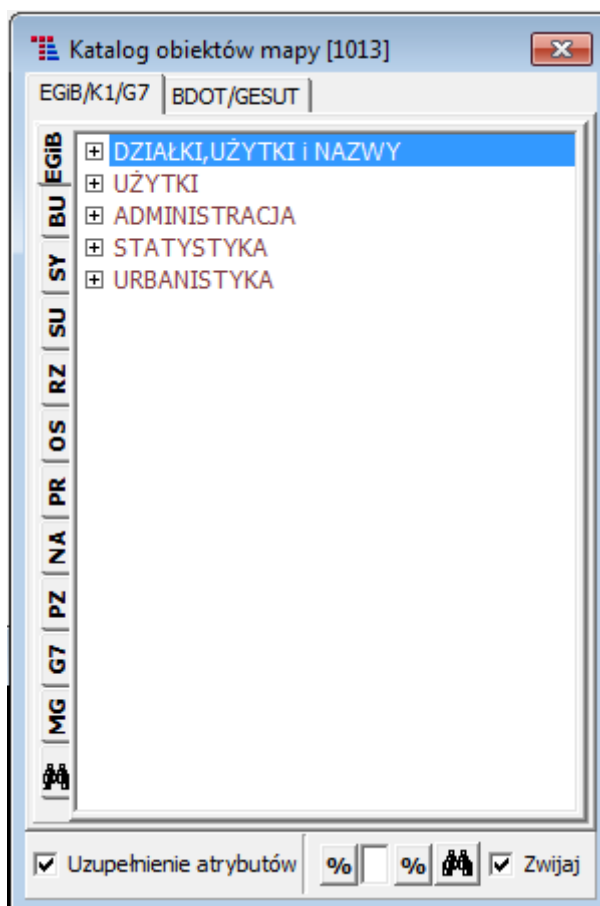 Katalog obiektów mapy [1013]
EGiB/K1/G7
BDOT/GESUT
EGiB
BU
SY
SU
RZ
OS
PR
NA
PZ
G7
MG
DZIAŁKI,UŻYTKI i NAZWY
UŻYTKI
ADMINISTRACJA
STATYSTYKA
URBANISTYKA
Uzupełnienie atrybutów
%
%
Zwijaj